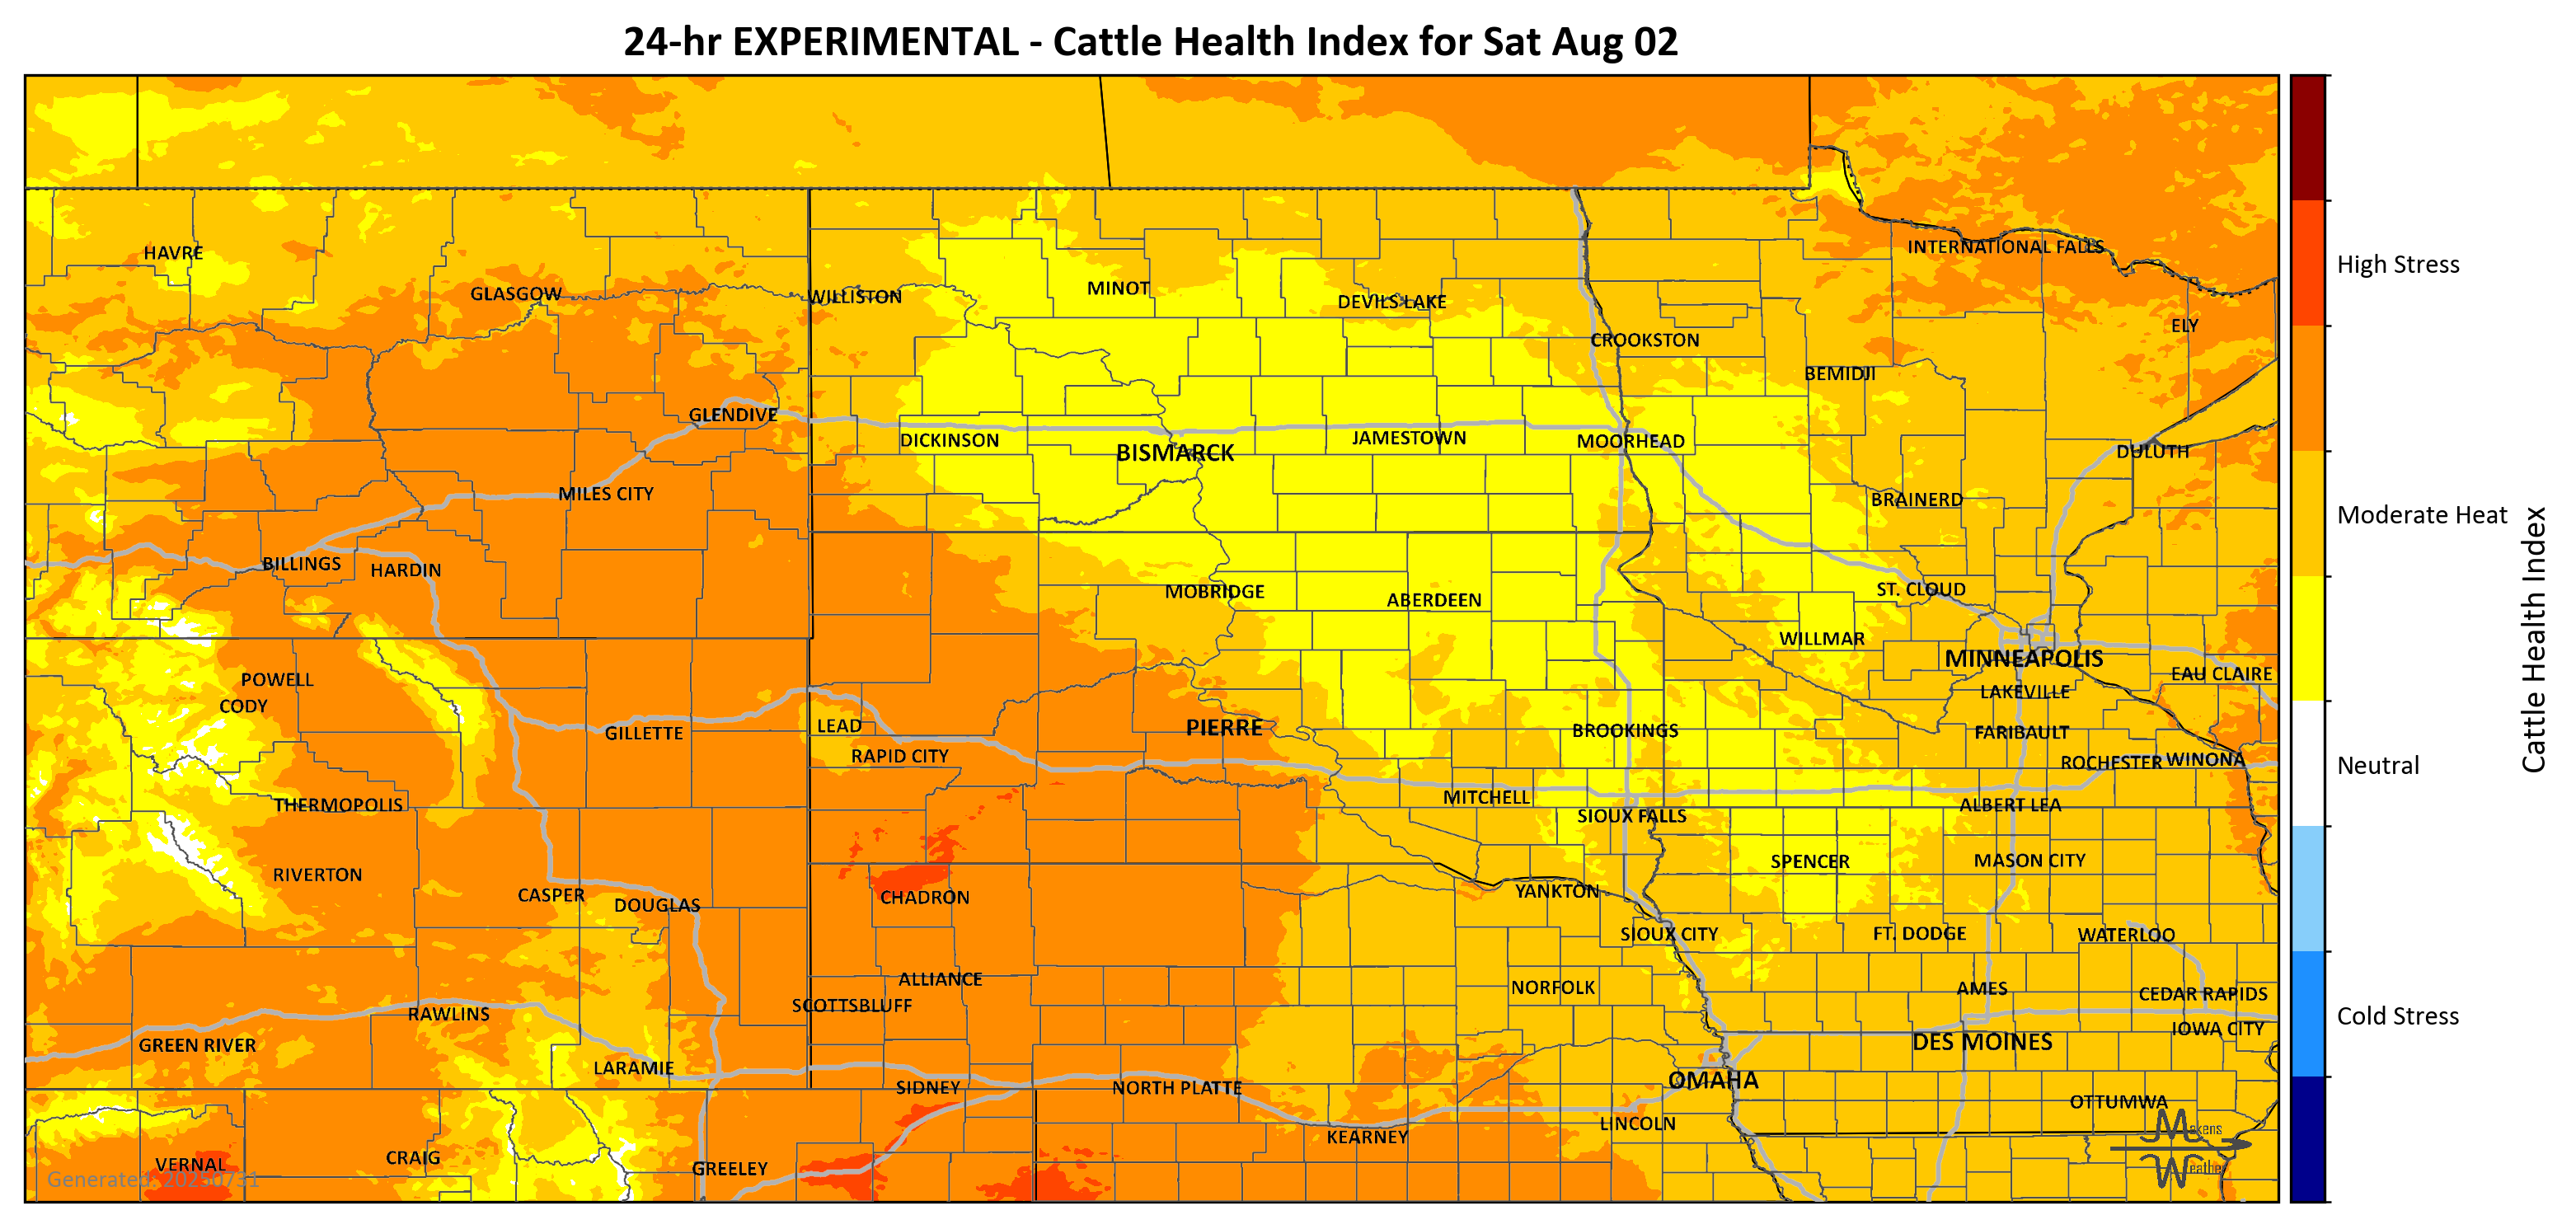 24-hr EXPERIMENTAL - Cattle Health Index for Sat Aug 02
HAVRE
INTERNATIONAL FALLS
GLASGOW
WILLISTON
MINOT
DEVILS LAKE
ELY
CROOKSTON
BEMIDJI
GLENDIVE
DICKINSON
BISMARCK
JAMESTOWN
MOORHEAD
DULUTH
MILES CITY
BRAINERD
BILLINGS
HARDIN
MOBRIDGE
ABERDEEN
ST. CLOUD
WILLMAR
MINNEAPOLIS
POWELL
EAU CLAIRE
CODY
LAKEVILLE
GILLETTE
LEAD
PIERRE
BROOKINGS
FARIBAULT
RAPID CITY
ROCHESTER
WINONA
THERMOPOLIS
MITCHELL
SIOUX FALLS
ALBERT LEA
RIVERTON
SPENCER
MASON CITY
CASPER
DOUGLAS
CHADRON
YANKTON
SIOUX CITY
FT. DODGE
WATERLOO
ALLIANCE
NORFOLK
AMES
CEDAR RAPIDS
SCOTTSBLUFF
RAWLINS
IOWA CITY
GREEN RIVER
DES MOINES
LARAMIE
SIDNEY
NORTH PLATTE
OMAHA
OTTUMWA
LINCOLN
KEARNEY
VERNAL
CRAIG
GREELEY
Generated: 20250731
Makens
Weather
High Stress
Moderate Heat
Neutral
Cold Stress
Cattle Health Index